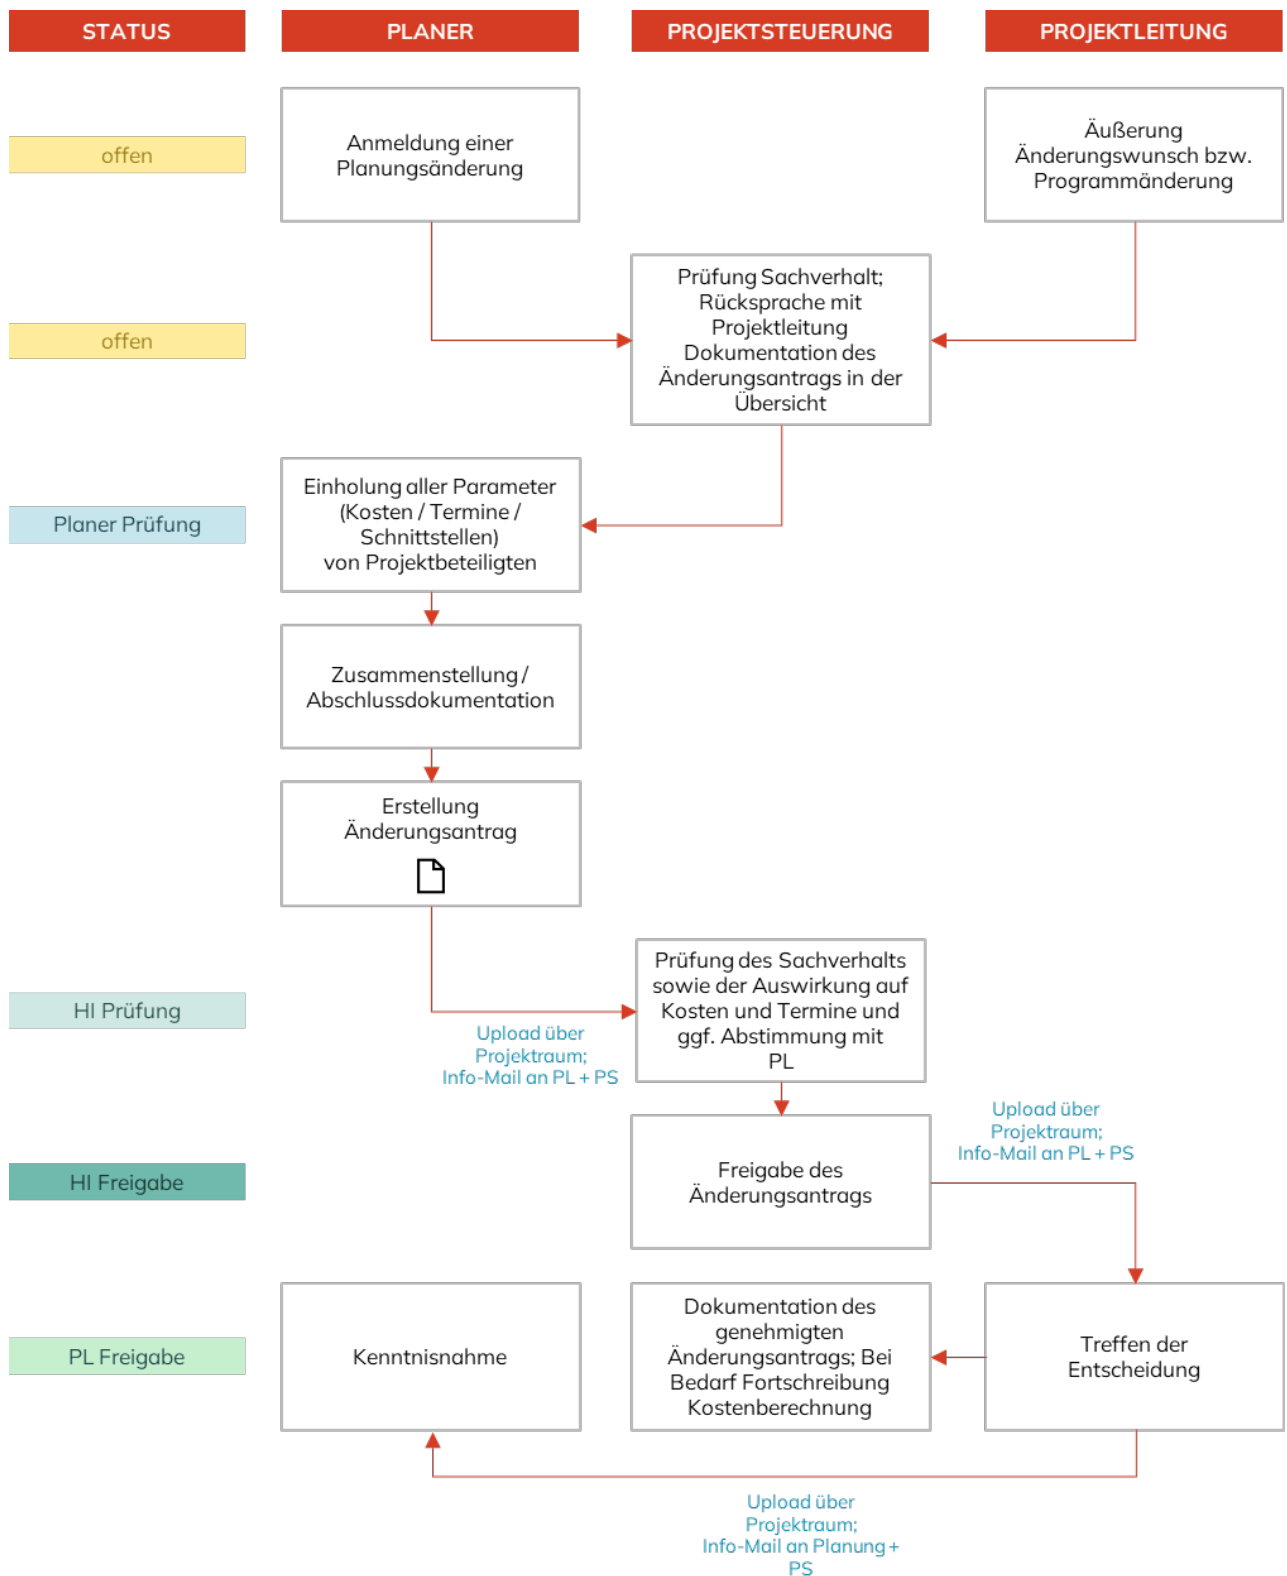 STATUS
PLANER
PROJEKTSTEUERUNG
PROJEKTLEITUNG
offen
Anmeldung einer
Planungsänderung
Äußerung
Änderungswunsch bzw.
Programmänderung
offen
Prüfung Sachverhalt;
Rücksprache mit
Projektleitung
Dokumentation des
Änderungsantrags in der
Übersicht
Planer Prüfung
Einholung aller Parameter
(Kosten / Termine /
Schnittstellen)
von Projektbeteiligten
Zusammenstellung /
Abschlussdokumentation
Erstellung
Änderungsantrag
HI Prüfung
Upload über
Projektraum;
Info-Mail an PL + PS
Prüfung des Sachverhalts
sowie der Auswirkung auf
Kosten und Termine und
ggf. Abstimmung mit
PL
Upload über
Projektraum;
Info-Mail an PL + PS
HI Freigabe
Freigabe des
Änderungsantrags
PL Freigabe
Kenntnisnahme
Dokumentation des
genehmigten
Änderungsantrags; Bei
Bedarf Fortschreibung
Kostenberechnung
Treffen der
Entscheidung
Upload über
Projektraum;
Info-Mail an Planung +
PS